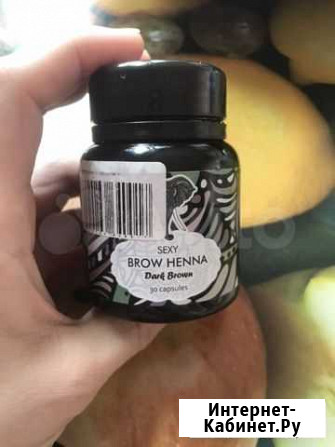 SEXY
BROW HENNA
Dark Brown
30 capsules
Интернет-
Кабинет.Ру